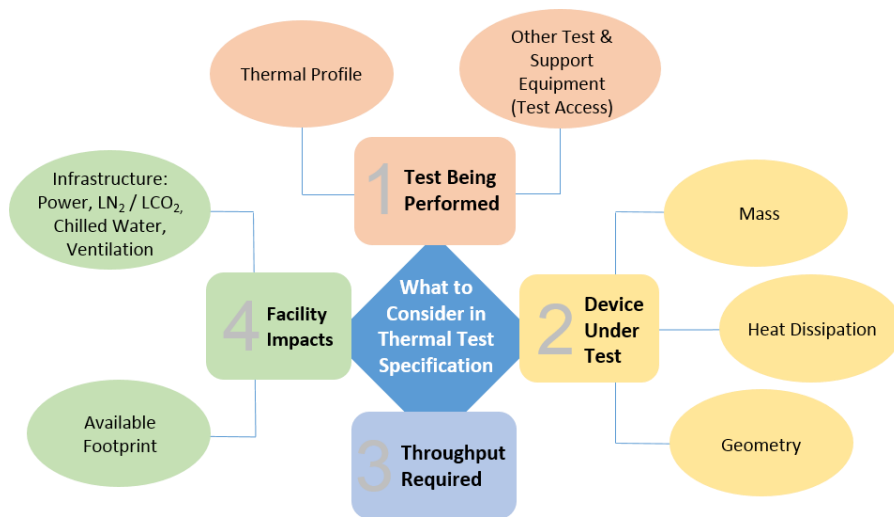 Thermal Profile
Other Test &
Support
Equipment
(Test Access)
1
Test Being
Performed
Infrastructure:
Power, LN₂ / LCO₂,
Chilled Water,
Ventilation
Mass
What to
Consider in
Thermal Test
Specification
4
Facility
Impacts
2
Device
Under
Test
Heat Dissipation
Available
Footprint
3
Throughput
Required
Geometry